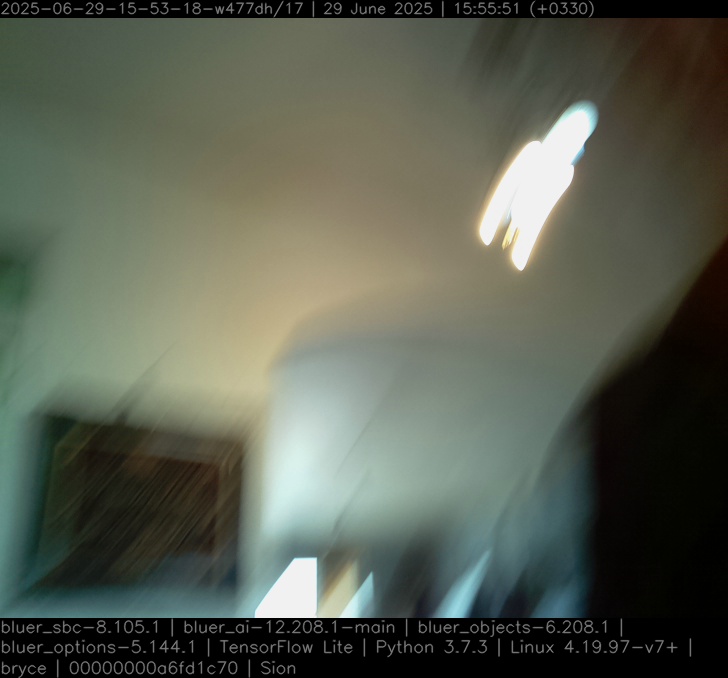 2025-06-29-15-53-18-w477dh/17 | 29 June 2025 | 15:55:51 (+0330)
bluer_sbc-8.105.1 | bluer_ai-12.208.1-main | bluer_objects-6.208.1 |
bluer_options-5.144.1 | TensorFlow Lite | Python 3.7.3 | Linux 4.19.97-v7+ |
bryce | 00000000a6fd1c70 | Sion